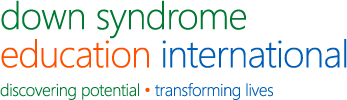 down syndrome
education international
discovering potential • transforming lives